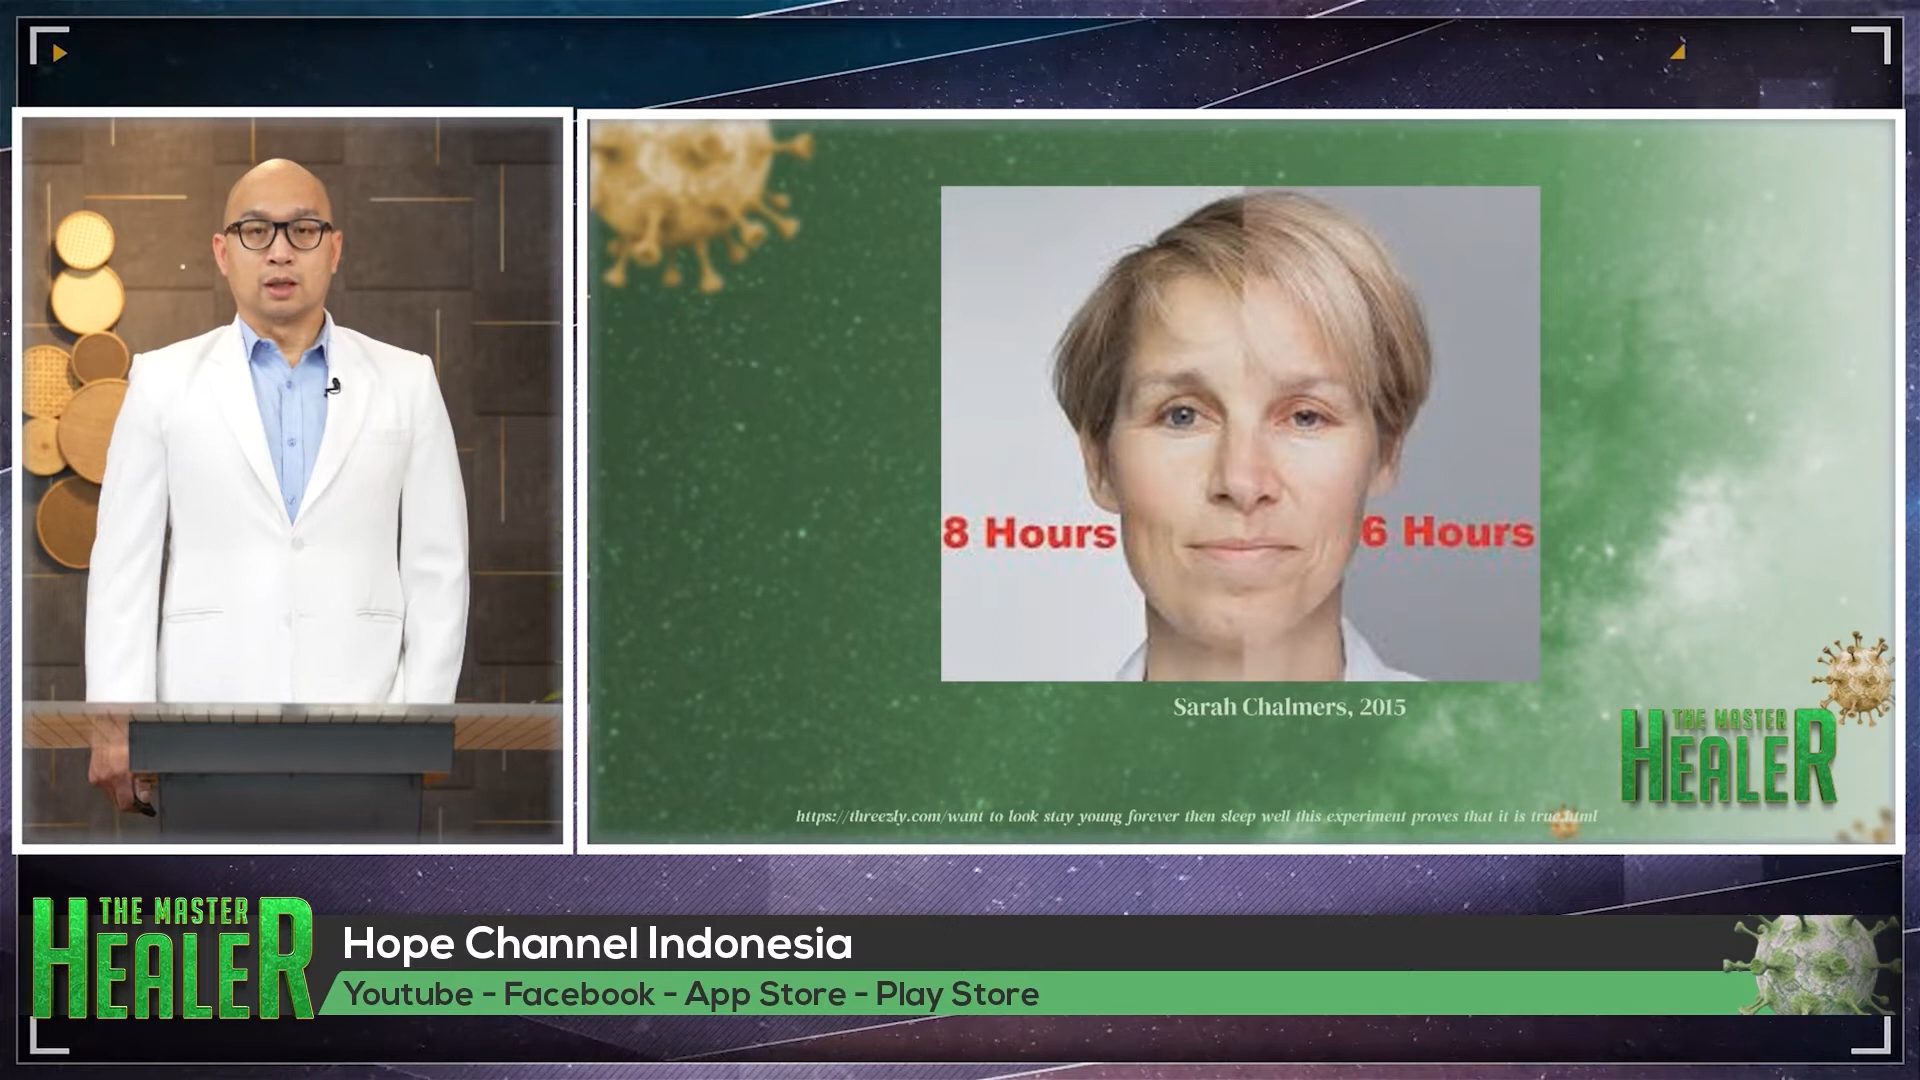 8 Hours
6 Hours
Sarah Chalmers, 2015
THE MASTER
HEALER
https://threezly.com/want to look stay young forever then sleep well this experiment proves that it is true.html
THE MASTER
HEALER
Hope Channel Indonesia
Youtube - Facebook - App Store - Play Store